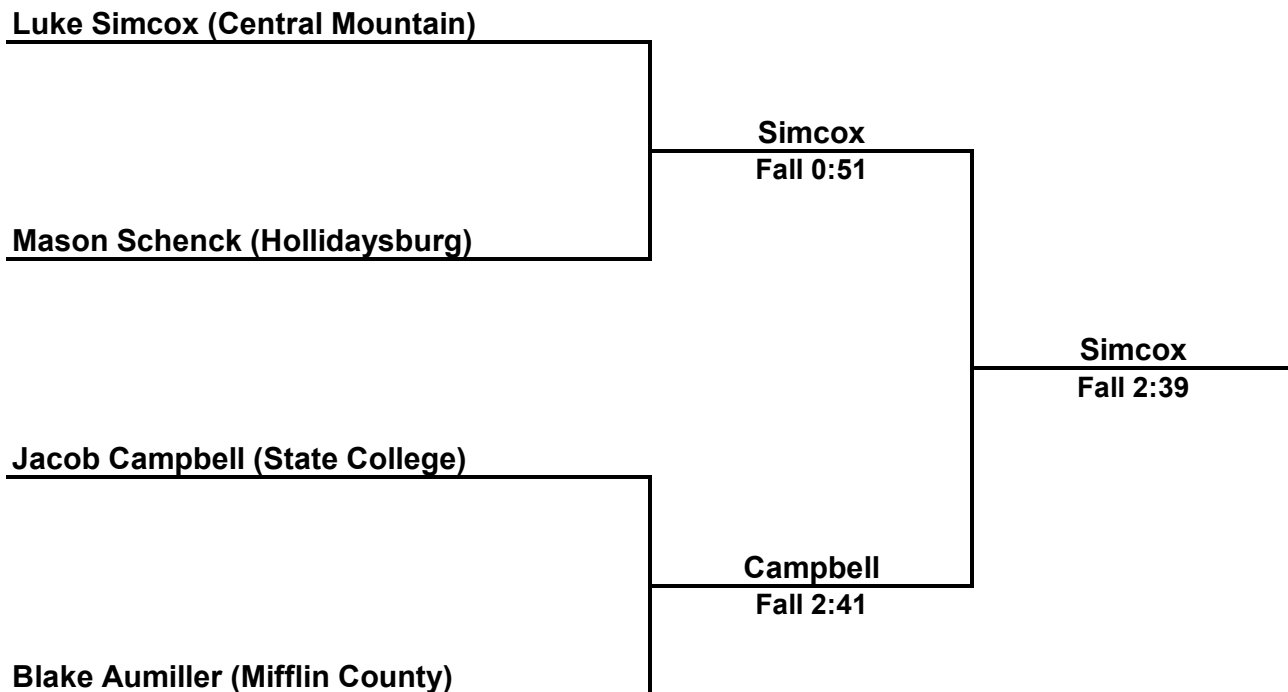 Luke Simcox (Central Mountain)
Simcox
Fall 0:51
Mason Schenck (Hollidaysburg)
Simcox
Fall 2:39
Jacob Campbell (State College)
Campbell
Fall 2:41
Blake Aumiller (Mifflin County)